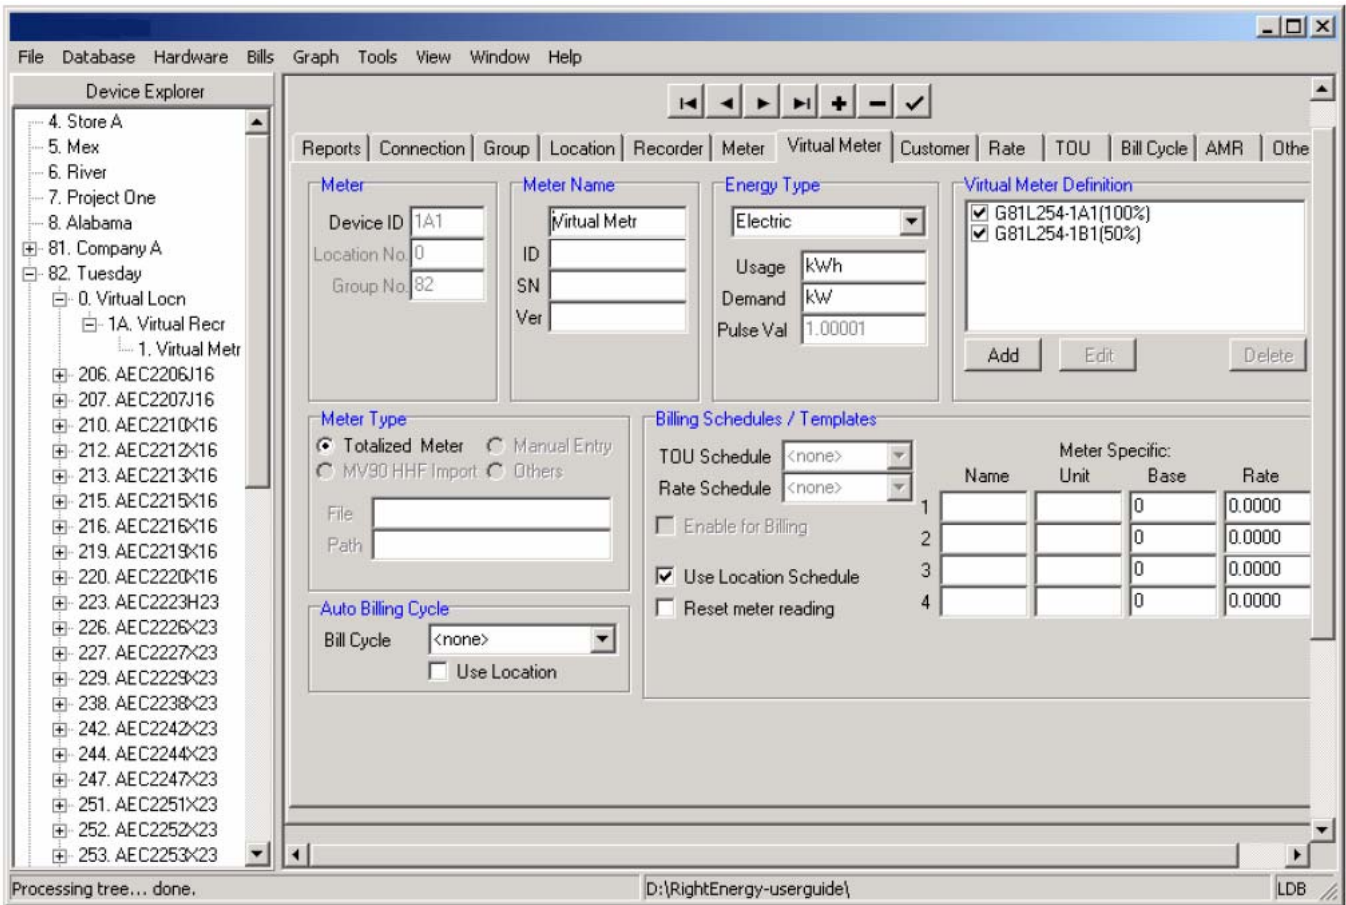 File Database Hardware Bills Graph Tools View Window Help
Device Explorer
4. Store A
5. Mex
6. River
7. Project One
8. Alabama
81. Company A
82. Tuesday
0. Virtual Locn
1A. Virtual Recr
1. Virtual Metr
206. AEC2206J16
207. AEC2207J16
210. AEC2210X16
212. AEC2212X16
213. AEC2213X16
215. AEC2215X16
216. AEC2216X16
219. AEC2219X16
220. AEC2220X16
223. AEC2223H23
226. AEC2226X23
227. AEC2227X23
229. AEC2229X23
238. AEC2238X23
242. AEC2242X23
244. AEC2244X23
247. AEC2247X23
251. AEC2251X23
252. AEC2252X23
253. AEC2253X23
Reports Connection Group Location Recorder Meter Virtual Meter Customer Rate TOU Bill Cycle AMR Othe
Meter
Device ID 1A1
Location No. 0
Group No. 82
Meter Name
Virtual Metr
ID
SN
Ver
Energy Type
Electric
Usage kWh
Demand kW
Pulse Val 1.00001
Virtual Meter Definition
G81L254-1A1(100%)
G81L254-1B1(50%)
Add Edit Delete
Meter Type
Totalized Meter Manual Entry
MV90 HHF Import Others
File
Path
Auto Billing Cycle
Bill Cycle <none>
Use Location
Billing Schedules / Templates
TOU Schedule <none>
Rate Schedule <none>
Enable for Billing
Use Location Schedule
Reset meter reading
Meter Specific:
Name Unit Base Rate
1 0 0.0000
2 0 0.0000
3 0 0.0000
4 0 0.0000
Processing tree... done. D:\RightEnergy-userguide\ LDB